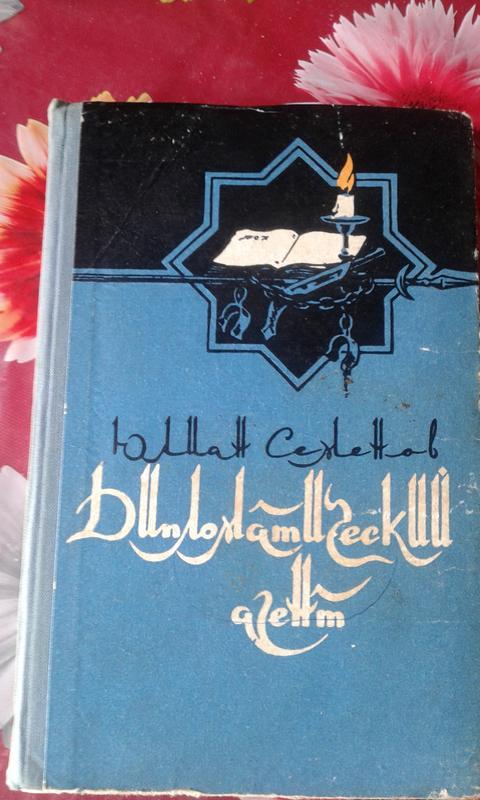 Юлиан Семенов
Дипломатический
агент